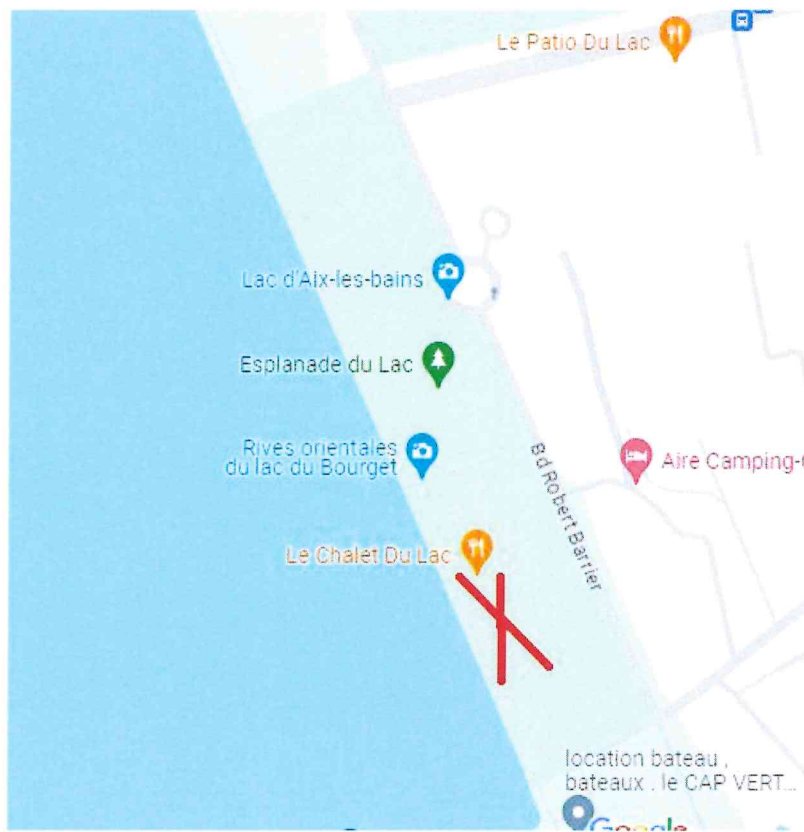 Le Patio Du Lac
Lac d'Aix-les-bains
Esplanade du Lac
Rives orientales
du lac du Bourget
Bd Robert Barrier
Aire Camping-
Le Chalet Du Lac
location bateau ,
bateaux . le CAP VERT...
Google